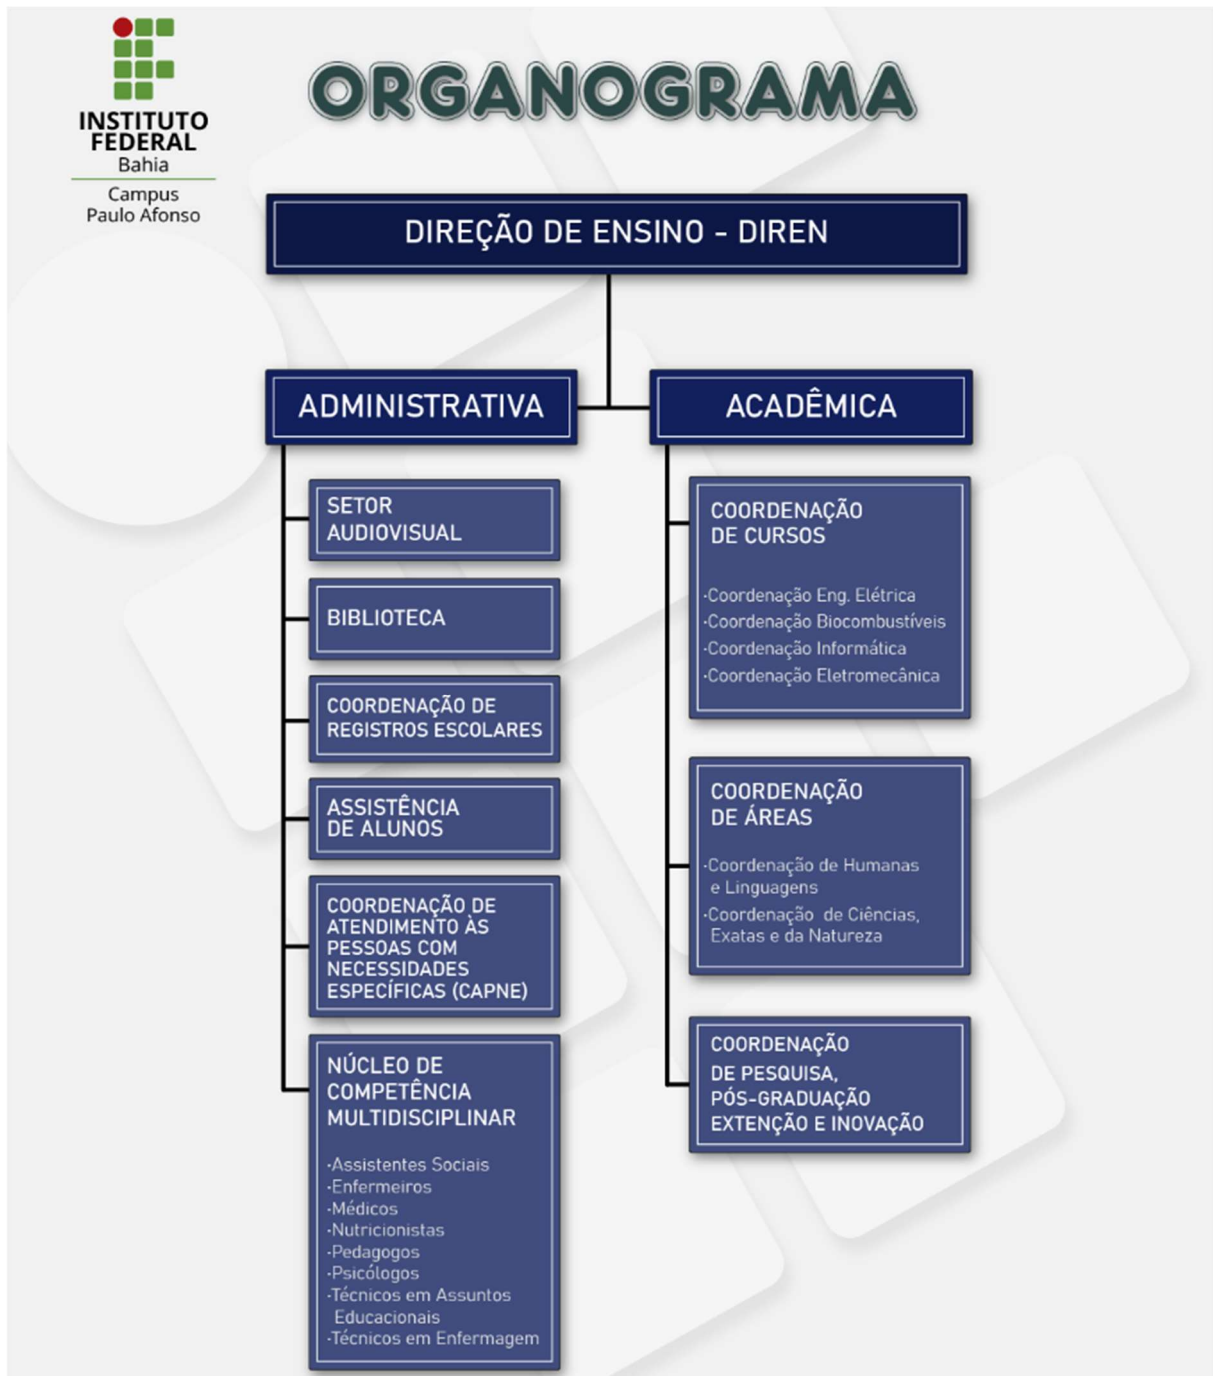 INSTITUTO
FEDERAL
Bahia
Campus
Paulo Afonso
ORGANOGRAMA
DIREÇÃO DE ENSINO - DIREN
ADMINISTRATIVA
SETOR
AUDIOVISUAL
BIBLIOTECA
COORDENAÇÃO DE
REGISTROS ESCOLARES
ASSISTÊNCIA
DE ALUNOS
COORDENAÇÃO DE
ATENDIMENTO ÀS
PESSOAS COM
NECESSIDADES
ESPECÍFICAS (CAPNE)
NÚCLEO DE
COMPETÊNCIA
MULTIDISCIPLINAR
·Assistentes Sociais
·Enfermeiros
·Médicos
·Nutricionistas
·Pedagogos
·Psicólogos
·Técnicos em Assuntos
Educacionais
·Técnicos em Enfermagem
ACADÊMICA
COORDENAÇÃO
DE CURSOS
·Coordenação Eng. Elétrica
·Coordenação Biocombustíveis
·Coordenação Informática
·Coordenação Eletromecânica
COORDENAÇÃO
DE ÁREAS
·Coordenação de Humanas
e Linguagens
·Coordenação de Ciências,
Exatas e da Natureza
COORDENAÇÃO
DE PESQUISA,
PÓS-GRADUAÇÃO
EXTENÇÃO E INOVAÇÃO